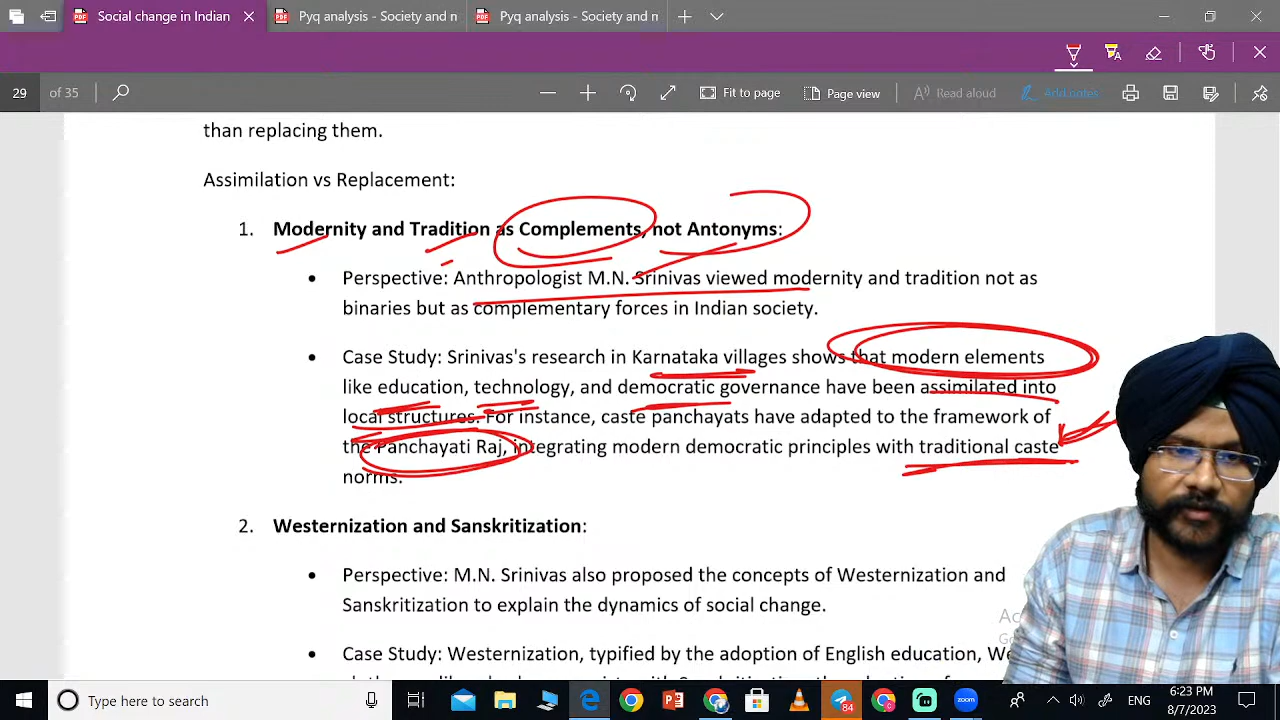 Social change in Indian
Pyq analysis - Society and n
Pyq analysis - Society and n
29 of 35
Fit to page
Page view
Read aloud
Add notes
than replacing them.
Assimilation vs Replacement:
1. Modernity and Tradition as Complements, not Antonyms:
• Perspective: Anthropologist M.N. Srinivas viewed modernity and tradition not as
binaries but as complementary forces in Indian society.
• Case Study: Srinivas's research in Karnataka villages shows that modern elements
like education, technology, and democratic governance have been assimilated into
local structures. For instance, caste panchayats have adapted to the framework of
the Panchayati Raj, integrating modern democratic principles with traditional caste
norms.
2. Westernization and Sanskritization:
• Perspective: M.N. Srinivas also proposed the concepts of Westernization and
Sanskritization to explain the dynamics of social change.
• Case Study: Westernization, typified by the adoption of English education, We
Type here to search
84
zoom
ENG
6:23 PM
8/7/2023